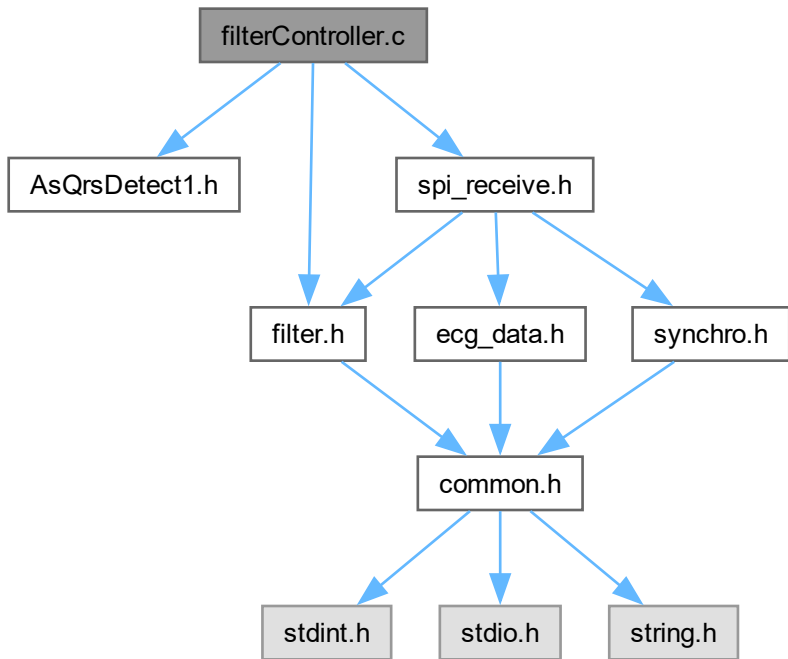 filterController.c
AsQrsDetect1.h
spi_receive.h
filter.h
ecg_data.h
synchro.h
common.h
stdint.h
stdio.h
string.h